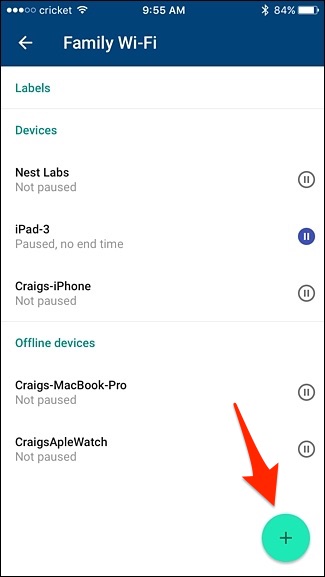 cricket 9:55 AM 84%
Family Wi-Fi
Labels
Devices
Nest Labs
Not paused
iPad-3
Paused, no end time
Craigs-iPhone
Not paused
Offline devices
Craigs-MacBook-Pro
Not paused
CraigsApleWatch
Not paused